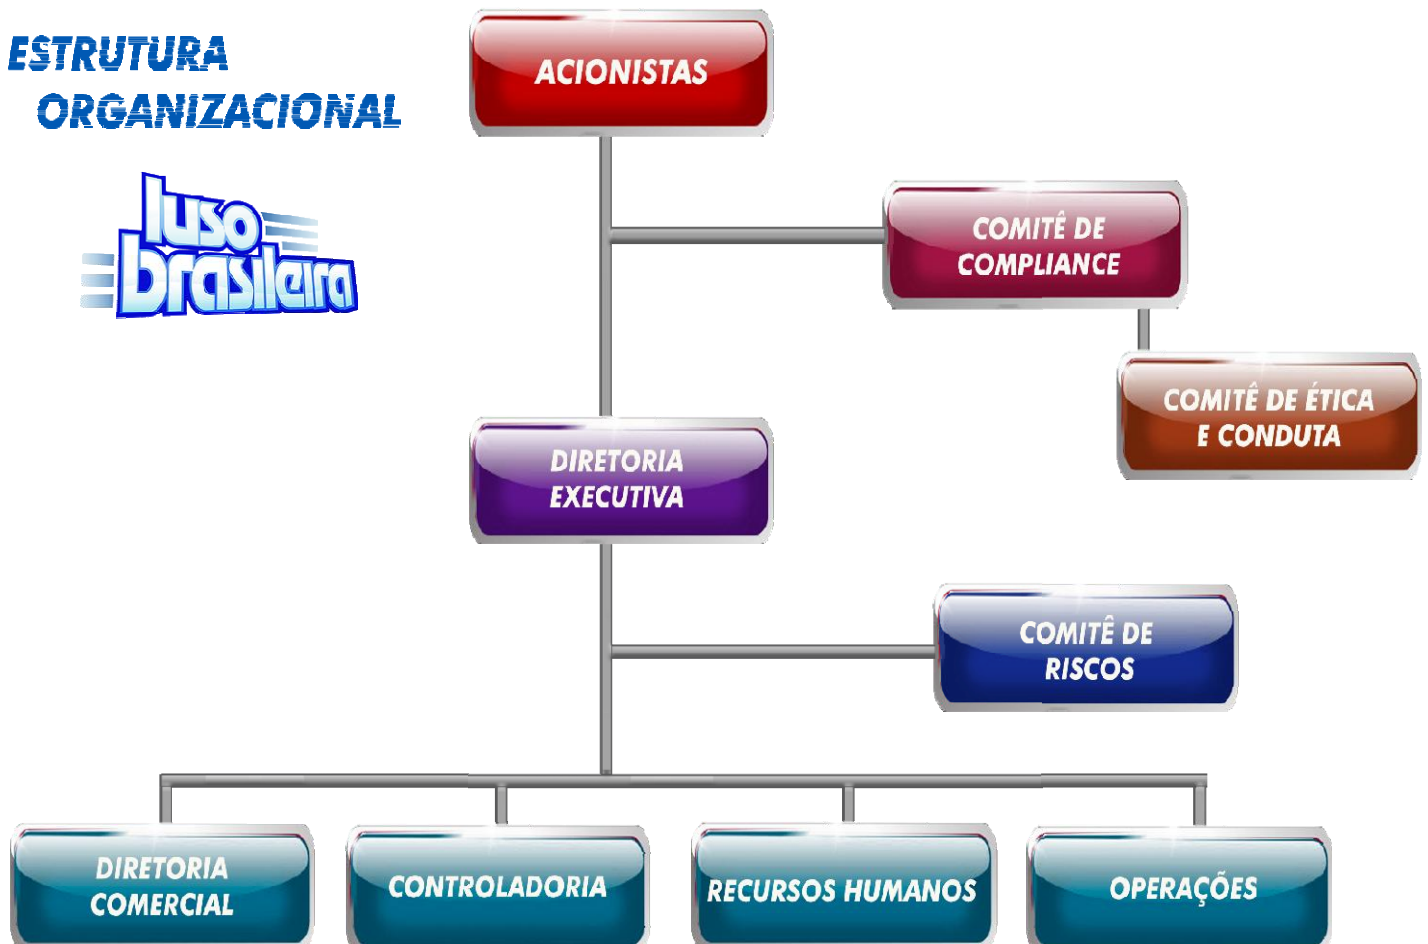 ESTRUTURA
ORGANIZACIONAL
luso
brasileira
ACIONISTAS
COMITÊ DE
COMPLIANCE
COMITÊ DE ÉTICA
E CONDUTA
DIRETORIA
EXECUTIVA
COMITÊ DE
RISCOS
DIRETORIA
COMERCIAL
CONTROLADORIA
RECURSOS HUMANOS
OPERAÇÕES